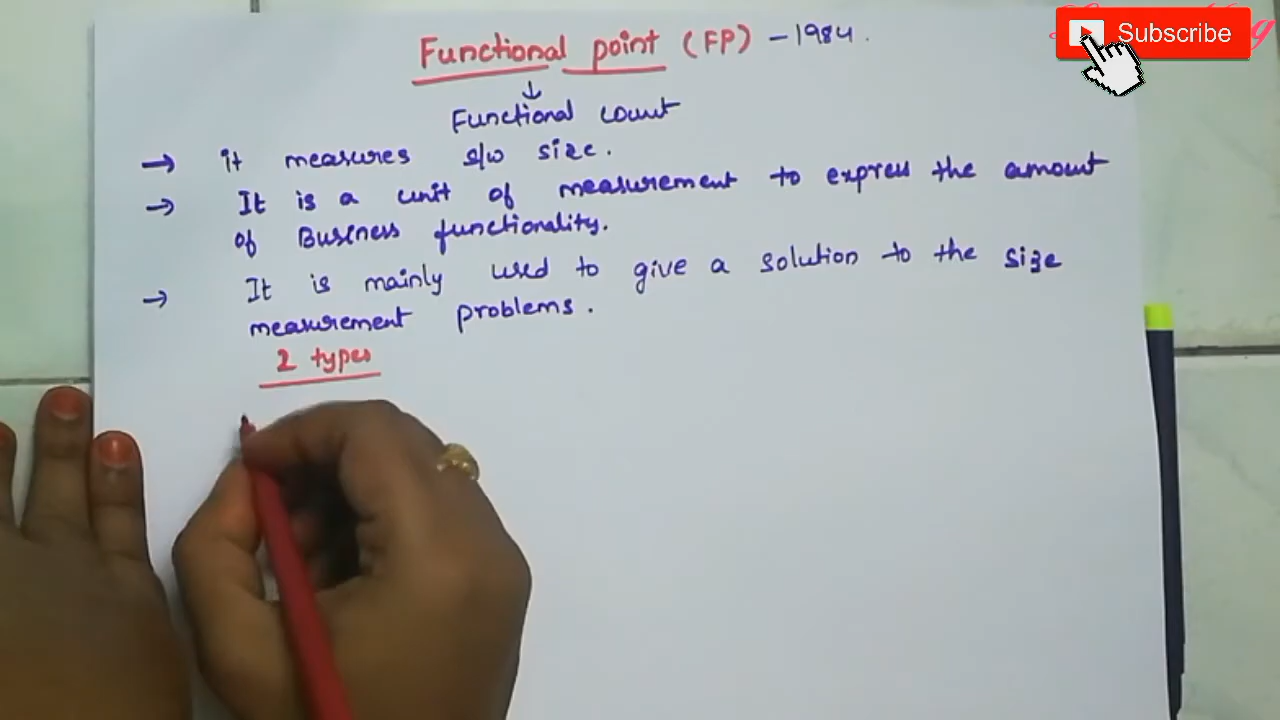 Subscribe
Functional point (FP) - 1984.
↓
Functional count
→ it measures s/w size.
→ It is a unit of measurement to express the amount
of Business functionality.
→ It is mainly used to give a solution to the size
measurement problems.
2 types